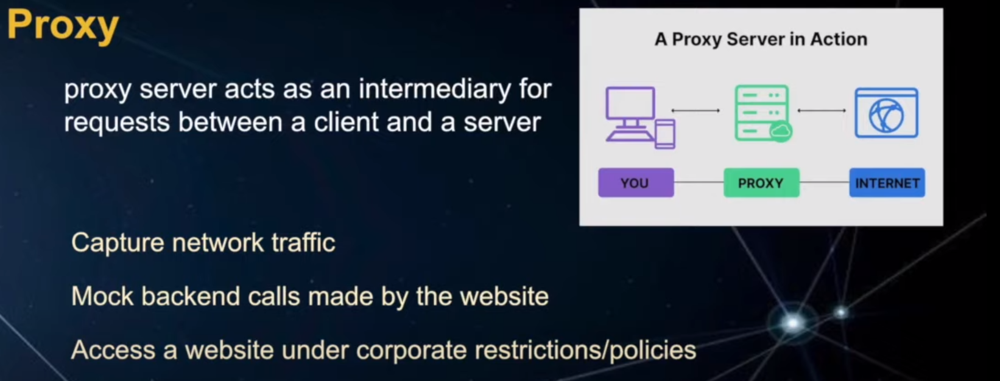 Proxy
proxy server acts as an intermediary for
requests between a client and a server
A Proxy Server in Action
YOU
PROXY
INTERNET
Capture network traffic
Mock backend calls made by the website
Access a website under corporate restrictions/policies